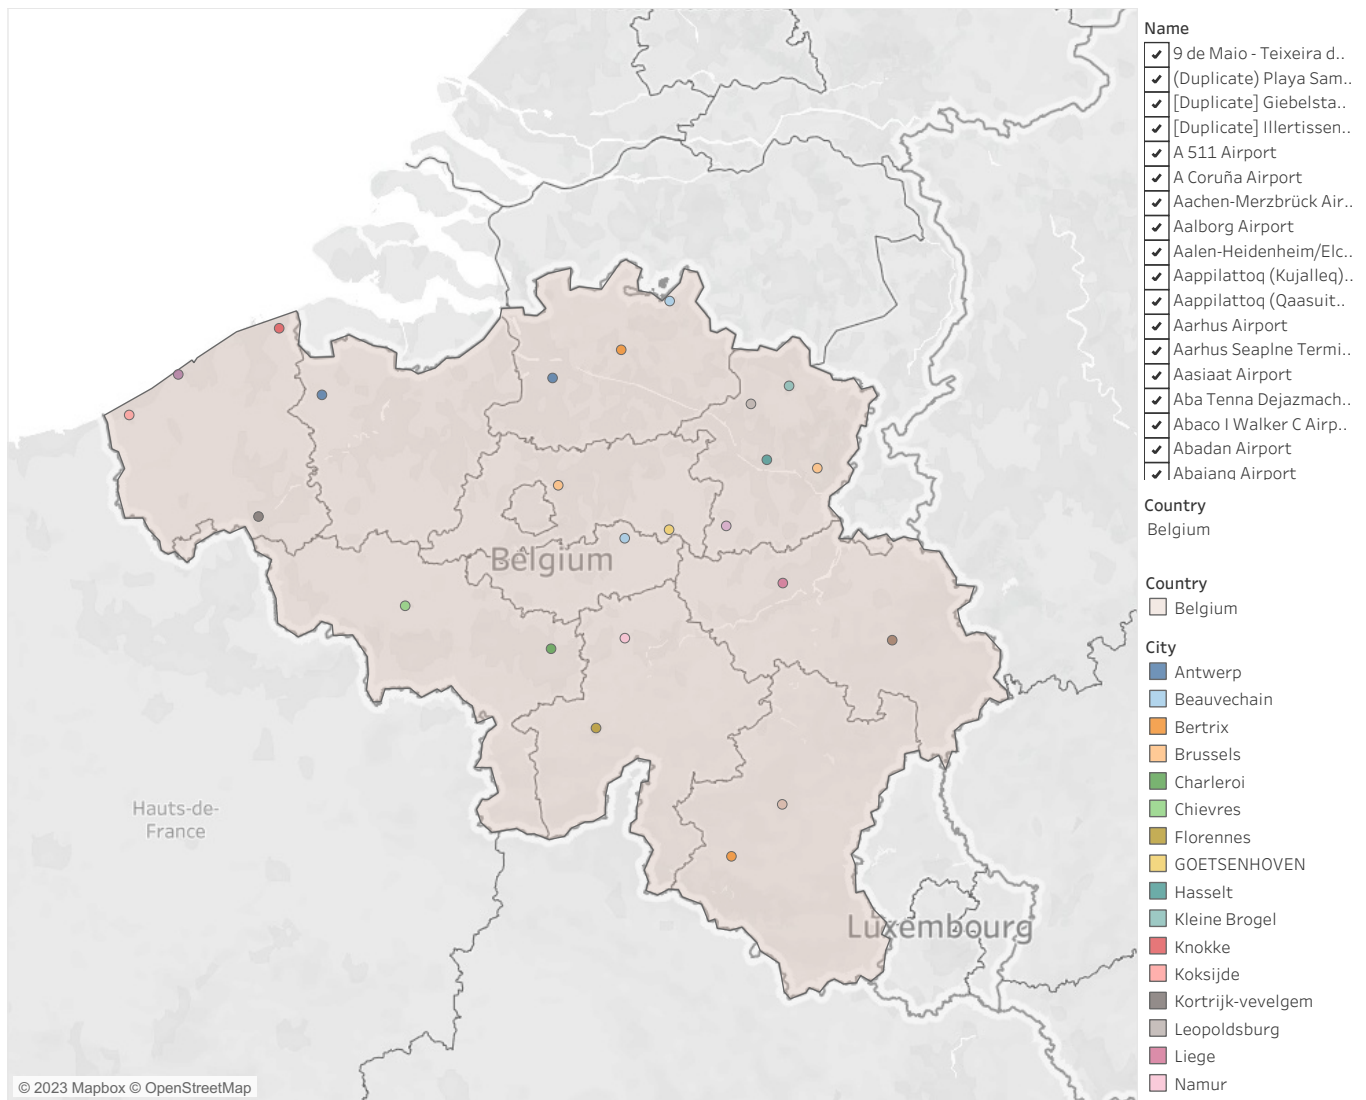 Belgium
Hauts-de-
France
Luxembourg
© 2023 Mapbox © OpenStreetMap
Name
9 de Maio - Teixeira d..
(Duplicate) Playa Sam..
[Duplicate] Giebelsta..
[Duplicate] Illertissen..
A 511 Airport
A Coruña Airport
Aachen-Merzbrück Air..
Aalborg Airport
Aalen-Heidenheim/Elc..
Aappilattoq (Kujalleq)..
Aappilattoq (Qaasuit..
Aarhus Airport
Aarhus Seaplne Termi..
Aasiaat Airport
Aba Tenna Dejazmach..
Abaco I Walker C Airp..
Abadan Airport
Abaiang Airport
Country
Belgium
Country
Belgium
City
Antwerp
Beauvechain
Bertrix
Brussels
Charleroi
Chievres
Florennes
GOETSENHOVEN
Hasselt
Kleine Brogel
Knokke
Koksijde
Kortrijk-vevelgem
Leopoldsburg
Liege
Namur